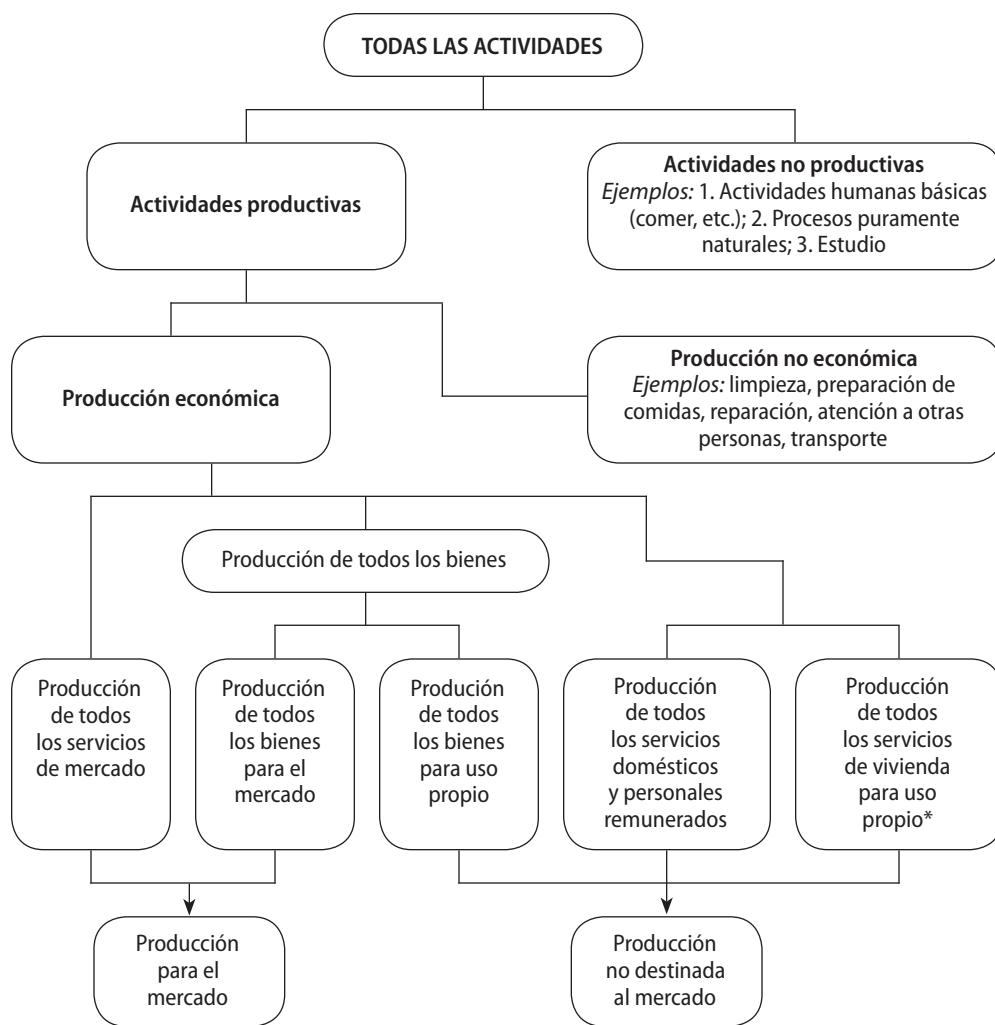 TODAS LAS ACTIVIDADES
Actividades productivas
Actividades no productivas
Ejemplos: 1. Actividades humanas básicas
(comer, etc.); 2. Procesos puramente
naturales; 3. Estudio
Producción económica
Producción no económica
Ejemplos: limpieza, preparación de
comidas, reparación, atención a otras
personas, transporte
Producción de todos los bienes
Producción
de todos
los servicios
de mercado
Producción
de todos
los bienes
para el
mercado
Produción
de todos
los bienes
para uso
propio
Producción
de todos
los servicios
domésticos
y personales
remunerados
Producción
de todos
los servicios
de vivienda
para uso
propio*
Producción
para el
mercado
Producción
no destinada
al mercado